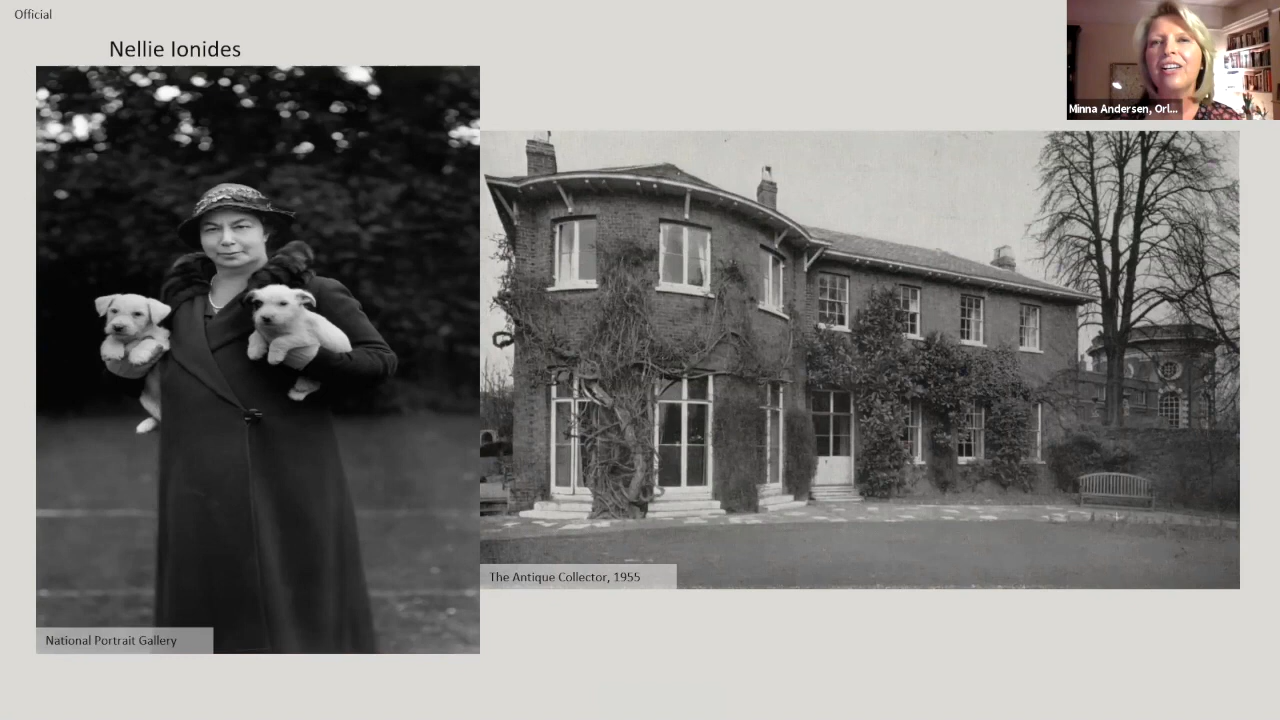 Official
Nellie Ionides
Minna Andersen, Orl...
The Antique Collector, 1955
National Portrait Gallery